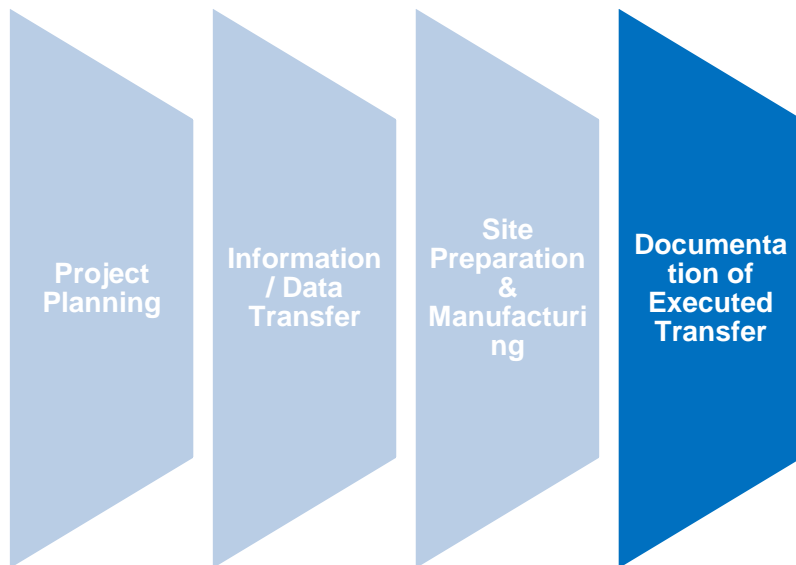 Project
Planning
Information
/ Data
Transfer
Site
Preparation
&
Manufacturi
ng
Documenta
tion of
Executed
Transfer